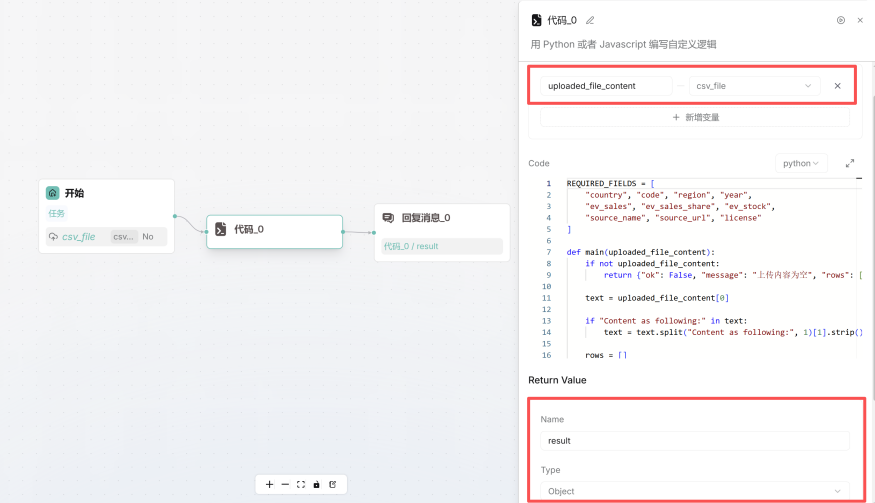 代码_0
用 Python 或者 Javascript 编写自定义逻辑
uploaded_file_content
csv_file
新增变量
Code
python
1 REQUIRED_FIELDS = [
2 "country", "code", "region", "year",
3 "ev_sales", "ev_sales_share", "ev_stock",
4 "source_name", "source_url", "license"
5 ]
6
7 def main(uploaded_file_content):
8 if not uploaded_file_content:
9 return {"ok": False, "message": "上传内容为空", "rows": [
10
11 text = uploaded_file_content[0]
12
13 if "Content as following:" in text:
14 text = text.split("Content as following:", 1)[1].strip()
15
16 rows = []
Return Value
Name
result
Type
Object
开始
任务
csv_file csv... No
代码_0
回复消息_0
代码_0 / result